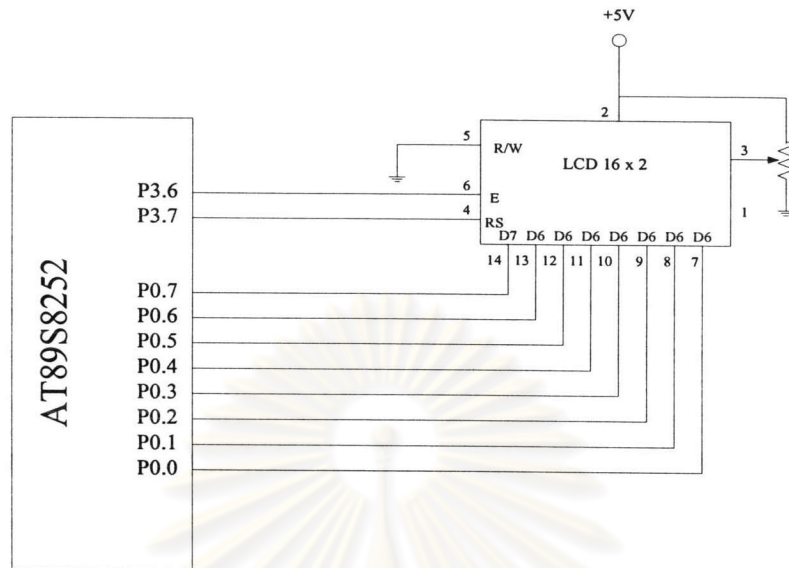 +5V
2
5
R/W
LCD 16 x 2
3
P3.6
6
E
P3.7
4
RS
1
D7 D6 D6 D6 D6 D6 D6 D6
14 13 12 11 10 9 8 7
AT89S8252
P0.7
P0.6
P0.5
P0.4
P0.3
P0.2
P0.1
P0.0